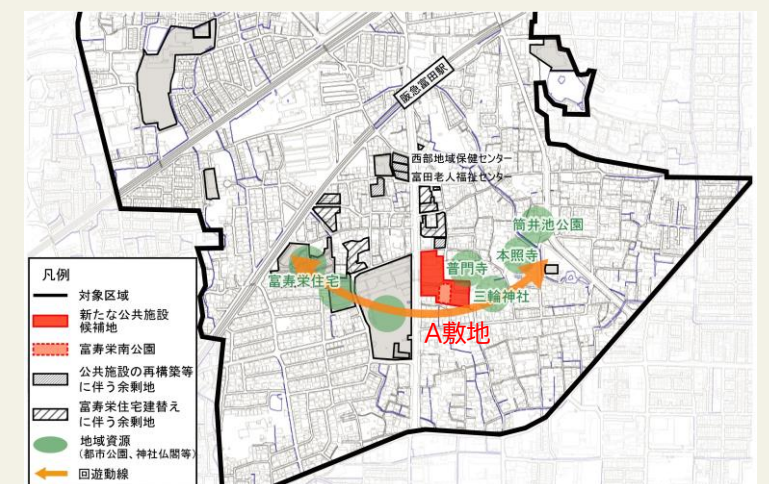 阪急富田駅
西部地域保健センター
富田老人福祉センター
筒井池公園
本照寺
普門寺
三輪神社
富寿栄住宅
A敷地
凡例
対象区域
新たな公共施設
候補地
富寿栄南公園
公共施設の再構築等
に伴う余剰地
富寿栄住宅建替え
に伴う余剰地
地域資源
(都市公園、神社仏閣等)
回遊動線